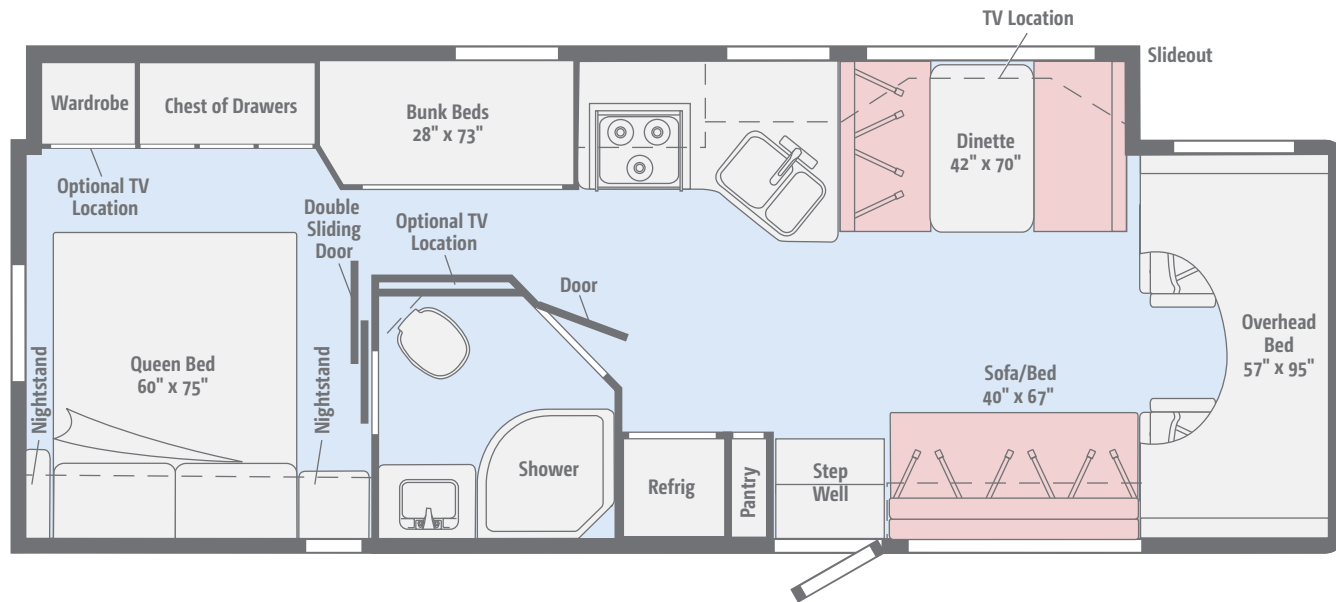 TV Location
Slideout
Wardrobe
Chest of Drawers
Bunk Beds
28" x 73"
Dinette
42" x 70"
Optional TV
Location
Double
Sliding
Door
Optional TV
Location
Door
Queen Bed
60" x 75"
Nightstand
Nightstand
Shower
Refrig
Pantry
Step
Well
Sofa/Bed
40" x 67"
Overhead
Bed
57" x 95"